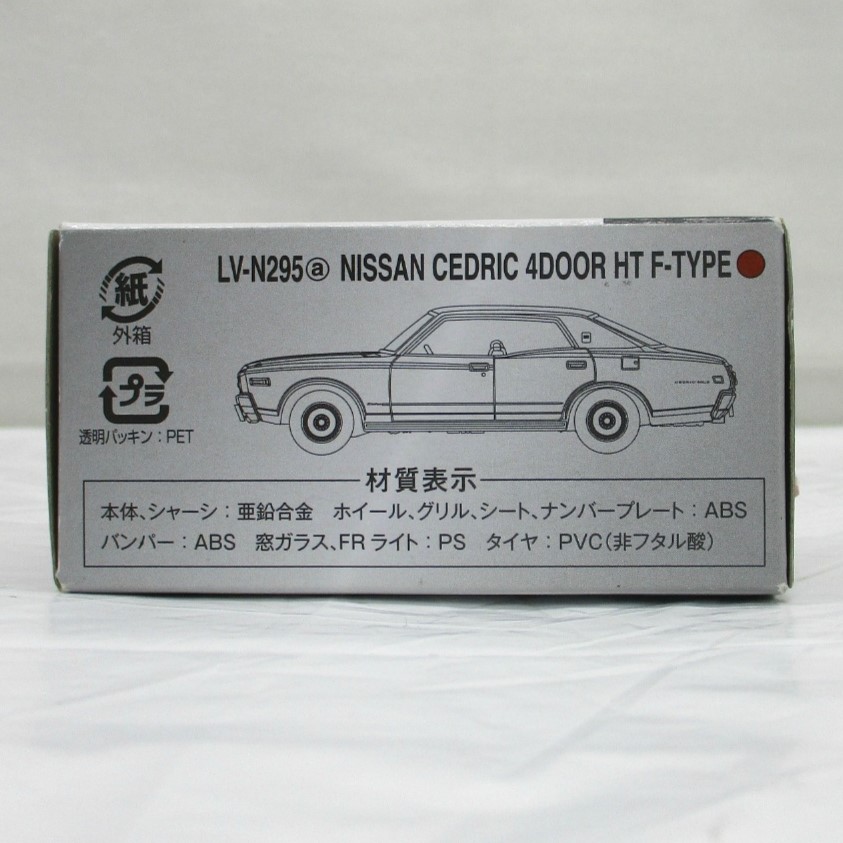 LV-N295ⓐ NISSAN CEDRIC 4DOOR HT F-TYPE
紙
外箱
プラ
透明パッキン：PET
材質表示
本体、シャーシ：亜鉛合金 ホイール、グリル、シート、ナンバープレート：ABS
バンパー：ABS 窓ガラス、FRライト：PS タイヤ：PVC（非フタル酸）